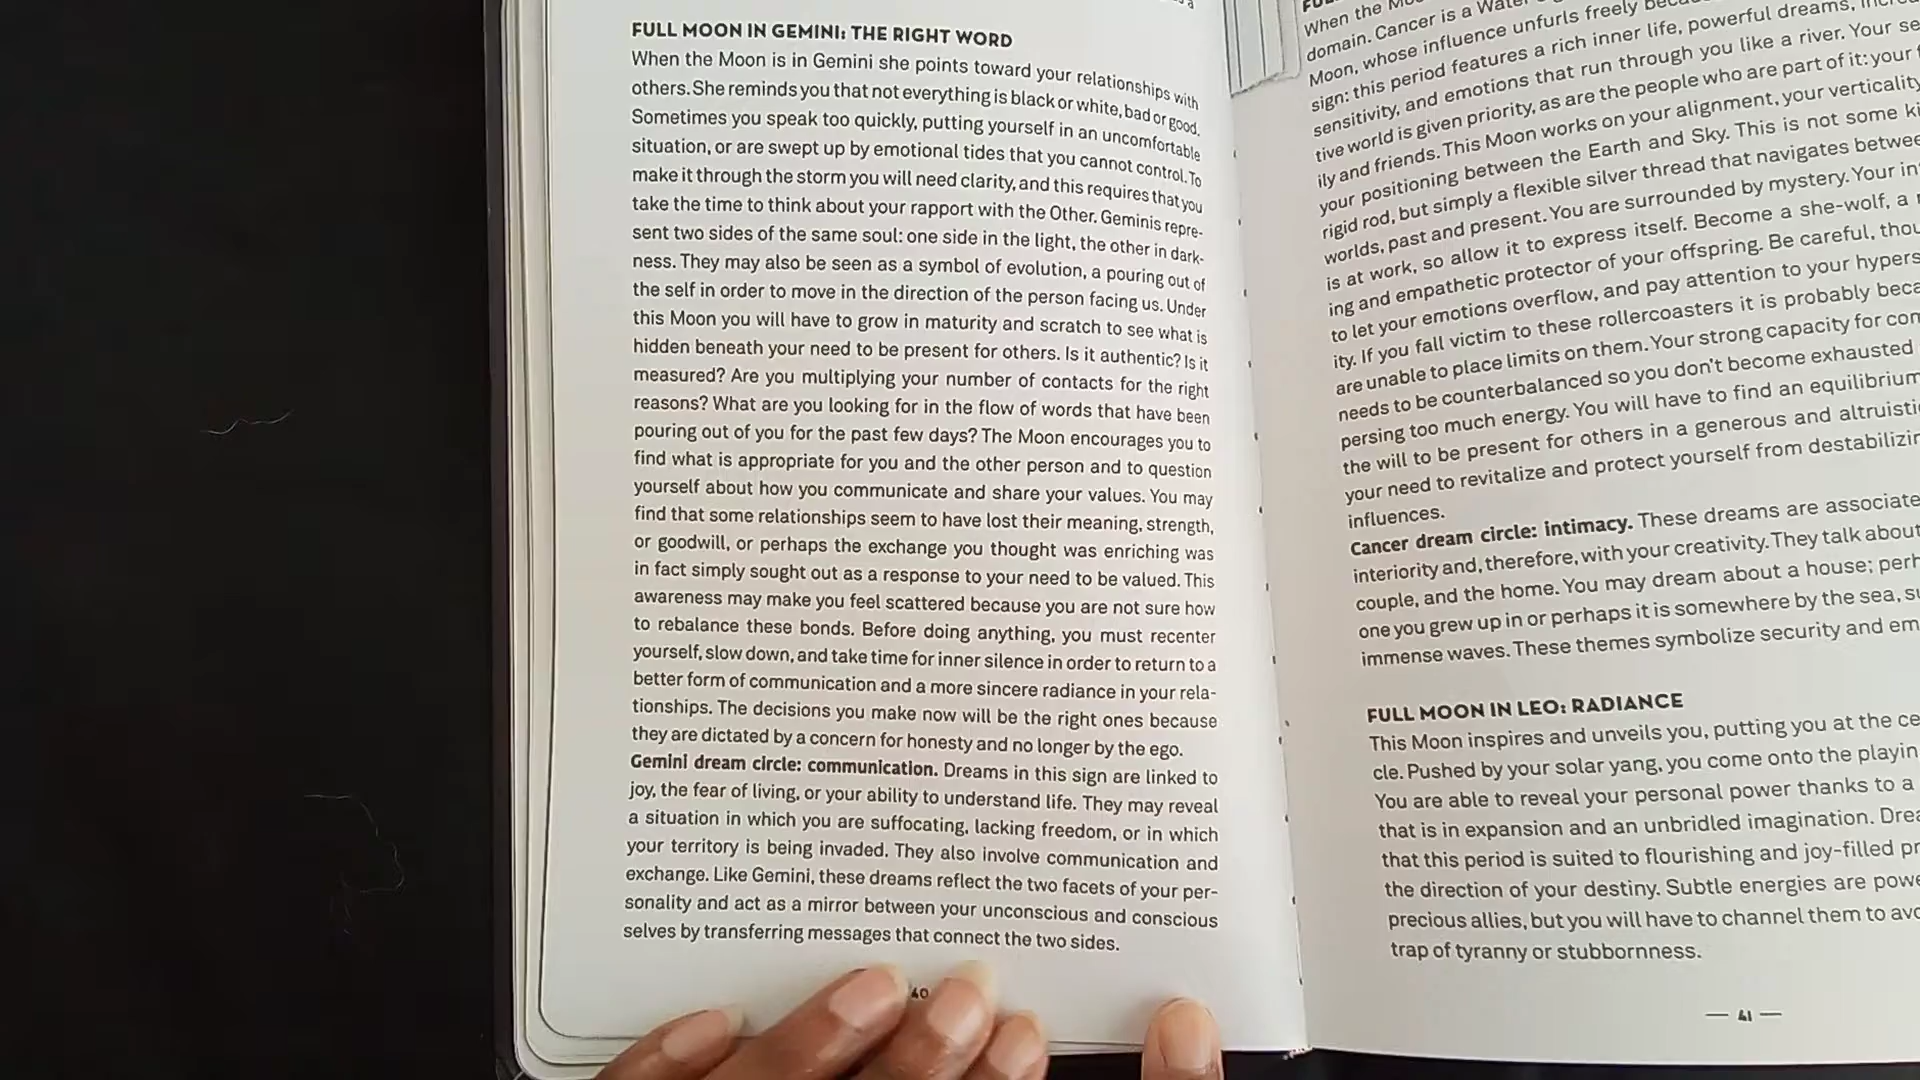 FULL MOON IN GEMINI: THE RIGHT WORD
When the Moon is in Gemini she points toward your relationships with
others. She reminds you that not everything is black or white, bad or good.
Sometimes you speak too quickly, putting yourself in an uncomfortable
situation, or are swept up by emotional tides that you cannot control. To
make it through the storm you will need clarity, and this requires that you
take the time to think about your rapport with the Other. Geminis repre-
sent two sides of the same soul: one side in the light, the other in dark-
ness. They may also be seen as a symbol of evolution, a pouring out of
the self in order to move in the direction of the person facing us. Under
this Moon you will have to grow in maturity and scratch to see what is
hidden beneath your need to be present for others. Is it authentic? Is it
measured? Are you multiplying your number of contacts for the right
reasons? What are you looking for in the flow of words that have been
pouring out of you for the past few days? The Moon encourages you to
find what is appropriate for you and the other person and to question
yourself about how you communicate and share your values. You may
find that some relationships seem to have lost their meaning, strength,
or goodwill, or perhaps the exchange you thought was enriching was
in fact simply sought out as a response to your need to be valued. This
awareness may make you feel scattered because you are not sure how
to rebalance these bonds. Before doing anything, you must recenter
yourself, slow down, and take time for inner silence in order to return to a
better form of communication and a more sincere radiance in your rela-
tionships. The decisions you make now will be the right ones because
they are dictated by a concern for honesty and no longer by the ego.
Gemini dream circle: communication. Dreams in this sign are linked to
joy, the fear of living, or your ability to understand life. They may reveal
a situation in which you are suffocating, lacking freedom, or in which
your territory is being invaded. They also involve communication and
exchange. Like Gemini, these dreams reflect the two facets of your per-
sonality and act as a mirror between your unconscious and conscious
selves by transferring messages that connect the two sides.
40
When the
domain. Cancer is a Water
Moon, whose influence unfurls freely
sign: this period features a rich inner life, powerful dreams,
sensitivity, and emotions that run through you like a river. Your
tive world is given priority, as are the people who are part of it: your
ily and friends. This Moon works on your alignment, your verticality
your positioning between the Earth and Sky. This is not some
rigid rod, but simply a flexible silver thread that navigates
worlds, past and present. You are surrounded by mystery. Your
is at work, so allow it to express itself. Become a she-wolf, a
ing and empathetic protector of your offspring. Be careful,
to let your emotions overflow, and pay attention to your
ity. If you fall victim to these rollercoasters it is probably
are unable to place limits on them. Your strong capacity for
needs to be counterbalanced so you don't become exhausted
persing too much energy. You will have to find an equilibrium
the will to be present for others in a generous and
your need to revitalize and protect yourself from
influences.
Cancer dream circle: intimacy. These dreams are
interiority and, therefore, with your creativity. They talk about
couple, and the home. You may dream about a house;
one you grew up in or perhaps it is somewhere by the sea,
immense waves. These themes symbolize security and
FULL MOON IN LEO: RADIANCE
This Moon inspires and unveils you, putting you at the
cle. Pushed by your solar yang, you come onto the
You are able to reveal your personal power thanks to a
that is in expansion and an unbridled imagination.
that this period is suited to flourishing and joy-filled
the direction of your destiny. Subtle energies are
precious allies, but you will have to channel them to
trap of tyranny or stubbornness.
41